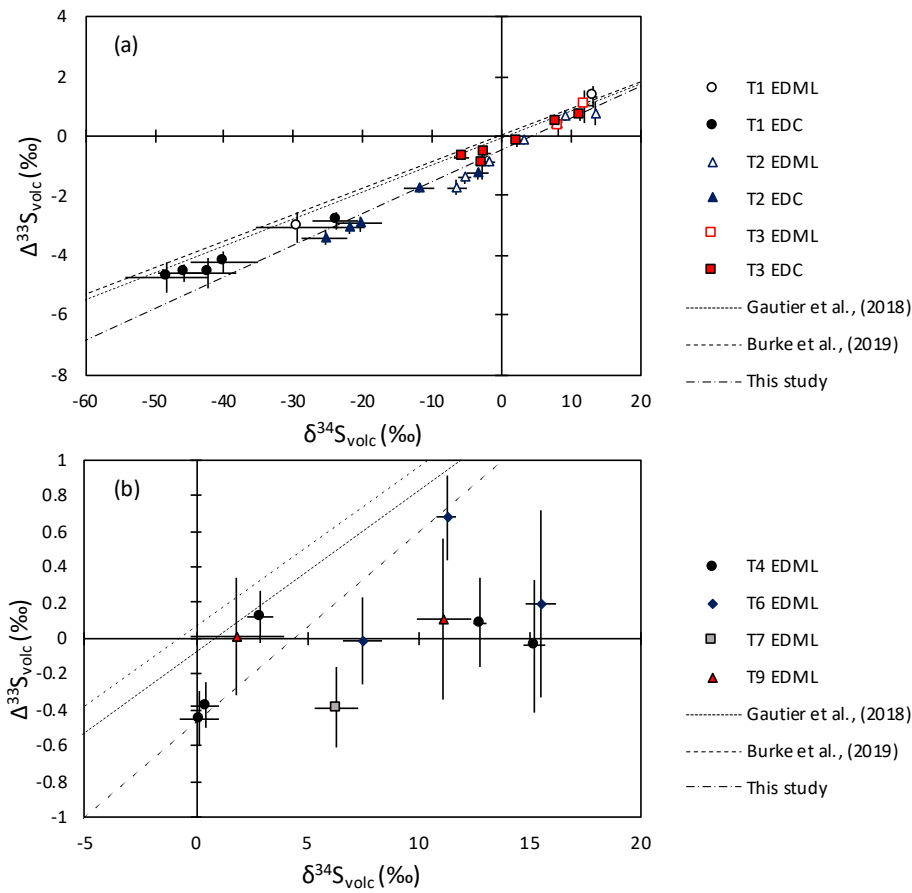 (a)
4
2
0
-2
-4
-6
-8
Δ³³S_volc (‰)
-60 -50 -40 -30 -20 -10 0 10 20
δ³⁴S_volc (‰)
T1 EDML
T1 EDC
T2 EDML
T2 EDC
T3 EDML
T3 EDC
Gautier et al., (2018)
Burke et al., (2019)
This study
(b)
1
0.8
0.6
0.4
0.2
0
-0.2
-0.4
-0.6
-0.8
-1
Δ³³S_volc (‰)
-5 0 5 10 15 20
δ³⁴S_volc (‰)
T4 EDML
T6 EDML
T7 EDML
T9 EDML
Gautier et al., (2018)
Burke et al., (2019)
This study